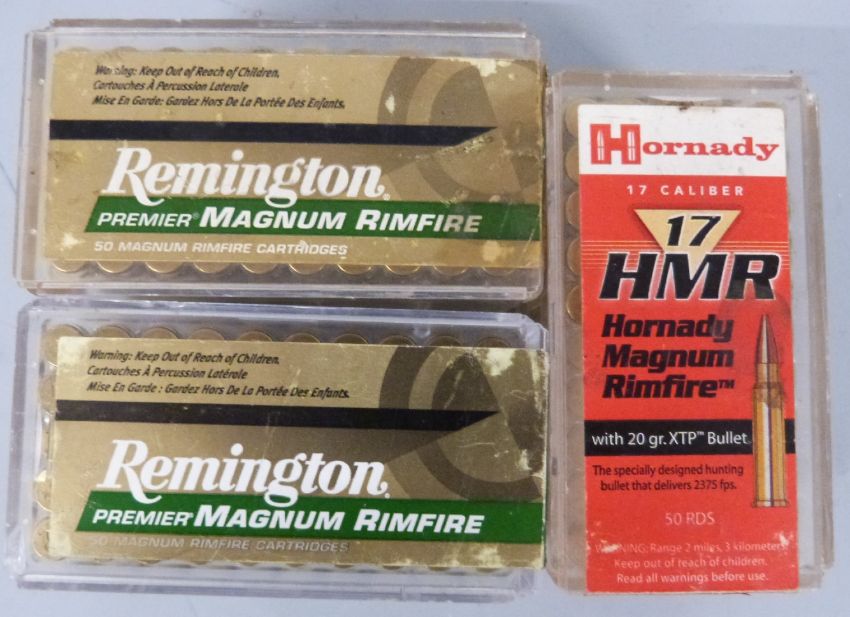 Warning: Keep Out of Reach of Children.
Cartouches À Percussion Laterole
Mise En Garde: Gardez Hors De La Portée Des Enfants.
Remington
PREMIER® MAGNUM RIMFIRE
50 MAGNUM RIMFIRE CARTRIDGES
Warning: Keep Out of Reach of Children.
Cartouches À Percussion Latérole
Mise En Garde : Gardez Hors De La Portée Des Enfants.
Remington
PREMIER® MAGNUM RIMFIRE
50 MAGNUM RIMFIRE CARTRIDGES
Hornady
17 CALIBER
17
HMR
Hornady
Magnum
Rimfire™
with 20 gr. XTP™ Bullet
The specially designed hunting
bullet that delivers 2375 fps.
50 RDS
WARNING: Range 2 miles, 3 kilometers.
Keep out of reach of children.
Read all warnings before use.